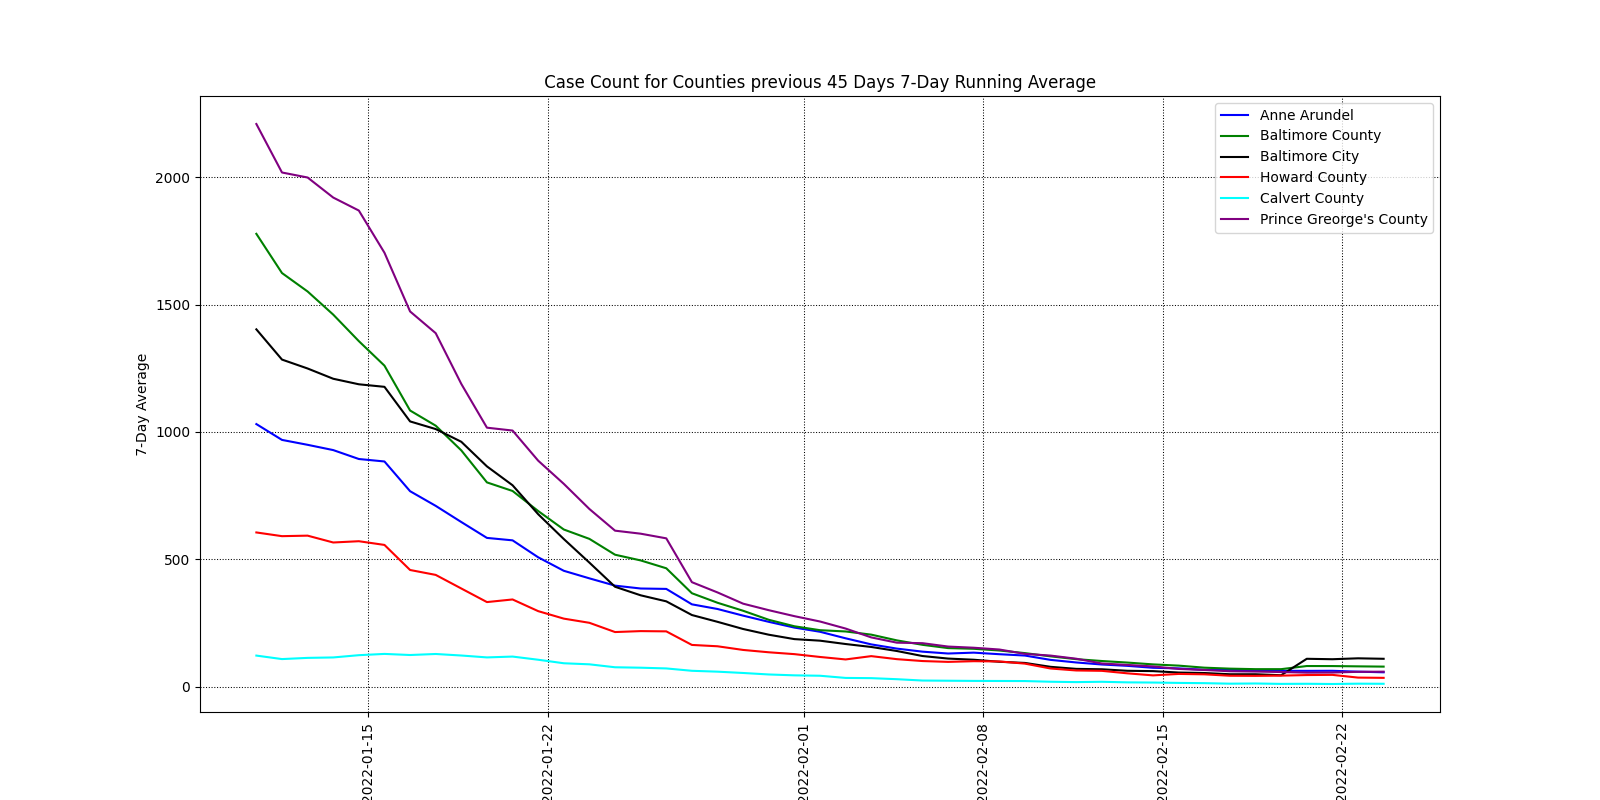 Case Count for Counties previous 45 Days 7-Day Running Average
Anne Arundel
Baltimore County
Baltimore City
Howard County
Calvert County
Prince Greorge's County
7-Day Average
2000
1500
1000
500
0
2022-01-15
2022-01-22
2022-02-01
2022-02-08
2022-02-15
2022-02-22